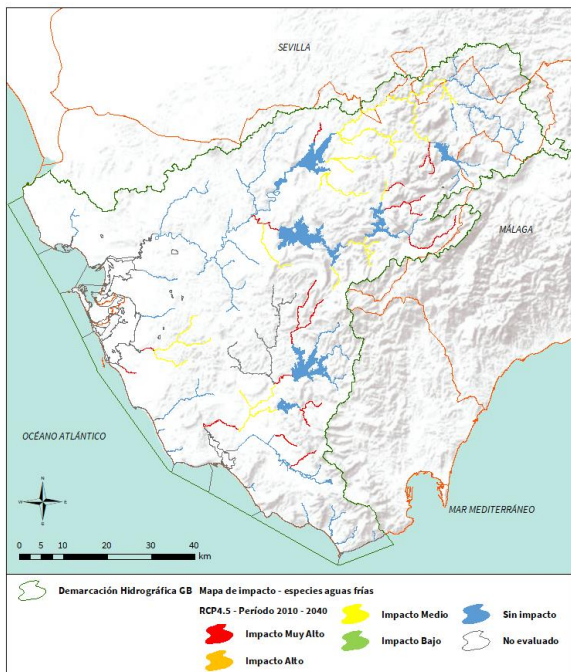 SEVILLA
MÁLAGA
OCÉANO ATLÁNTICO
MAR MEDITERRÁNEO
N
W E
S
0 5 10 20 30 40
km
Demarcación Hidrográfica GB Mapa de impacto - especies aguas frías
RCP4.5 - Período 2010 - 2040
Impacto Muy Alto
Impacto Alto
Impacto Medio
Impacto Bajo
Sin impacto
No evaluado